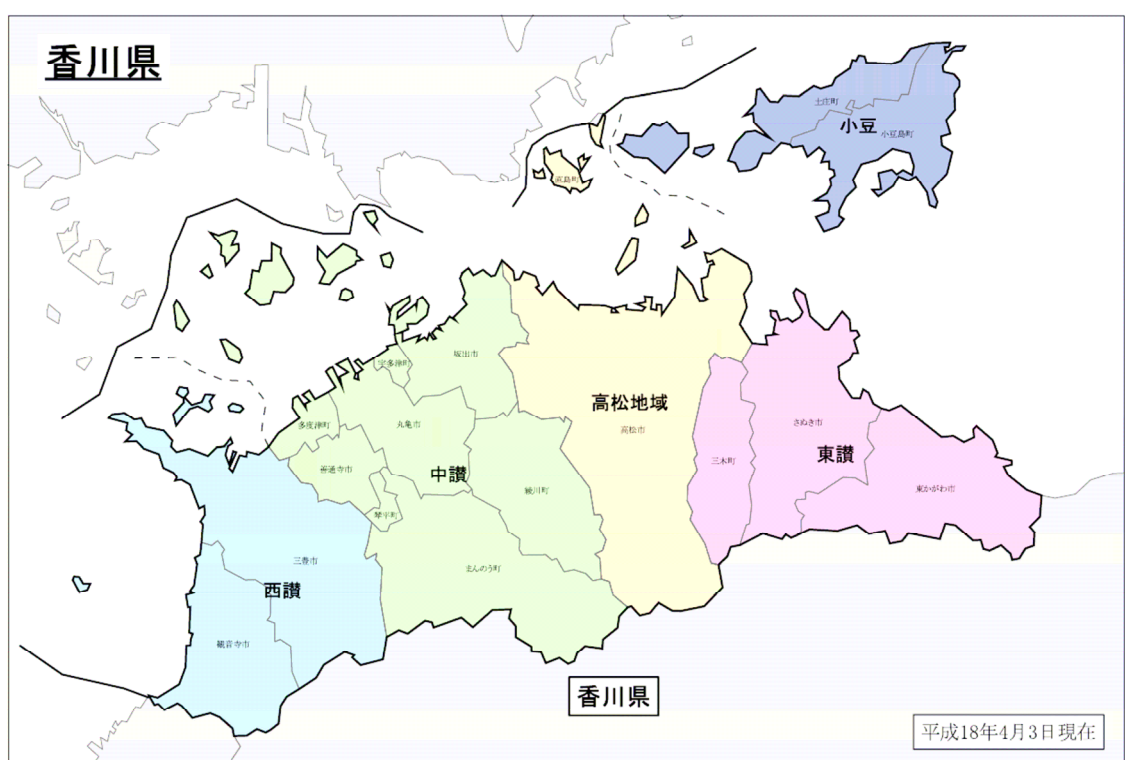 香川県
土庄町
小豆
小豆島町
直島町
坂出市
宇多津町
高松地域
高松市
多度津町
丸亀市
さぬき市
善通寺市
中讃
東讃
三木町
綾川町
東かがわ市
琴平町
三豊市
まんのう町
西讃
観音寺市
香川県
平成18年4月3日現在